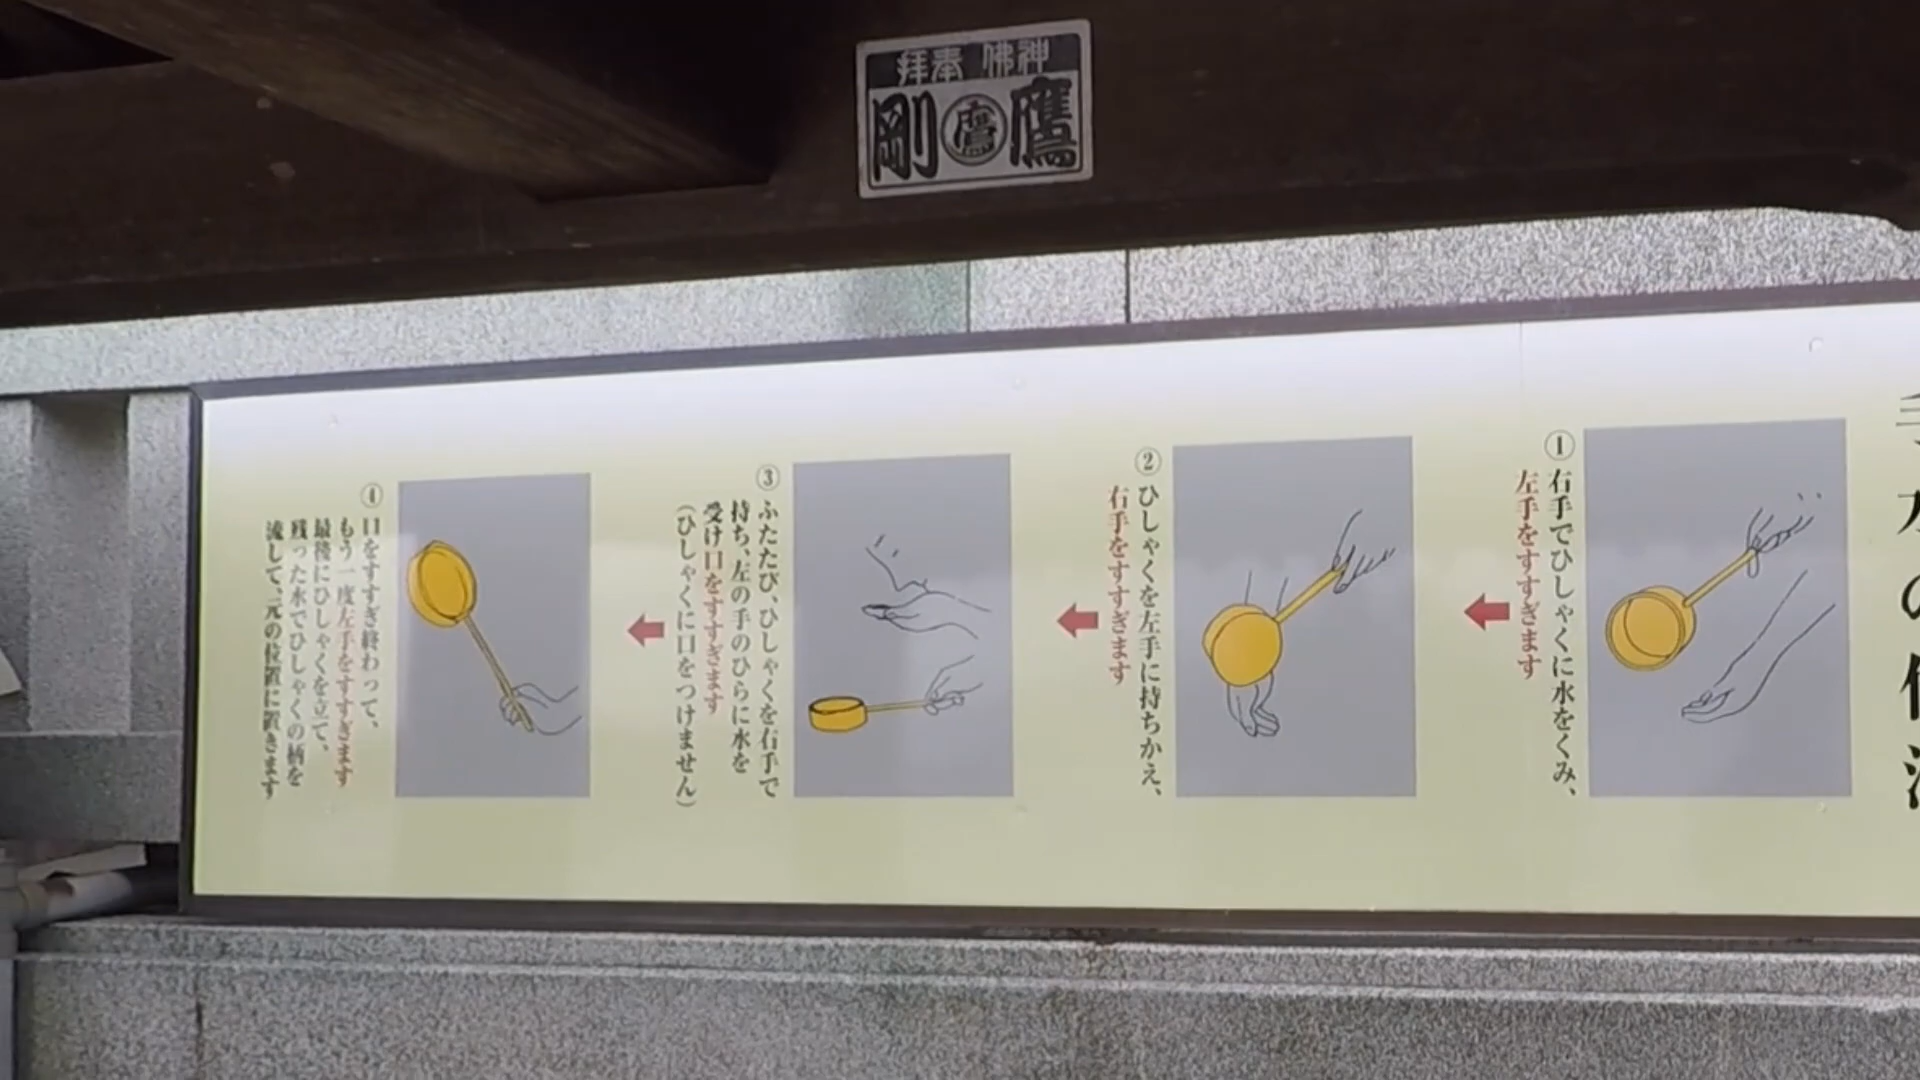 神佛 奉拜
鷹 鷹 剛
手水の作法
① 右手でひしゃくに水をくみ、
左手をすすぎます
② ひしゃくを左手に持ちかえ、
右手をすすぎます
③ ふたたび、ひしゃくを右手で
持ち、左の手のひらに水を
受け口をすすぎます
（ひしゃくに口をつけません）
④ 口をすすぎ終わって、
もう一度左手をすすぎます
最後にひしゃくを立て、
残った水でひしゃくの柄を
流して、元の位置に置きます